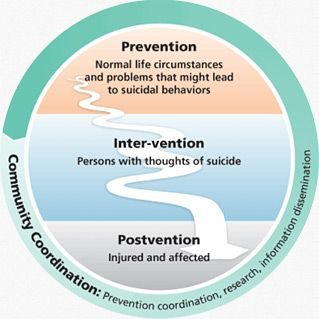 Prevention
Normal life circumstances
and problems that might lead
to suicidal behaviors
Inter-vention
Persons with thoughts of suicide
Postvention
Injured and affected
Community Coordination: Prevention coordination, research, information dissemination